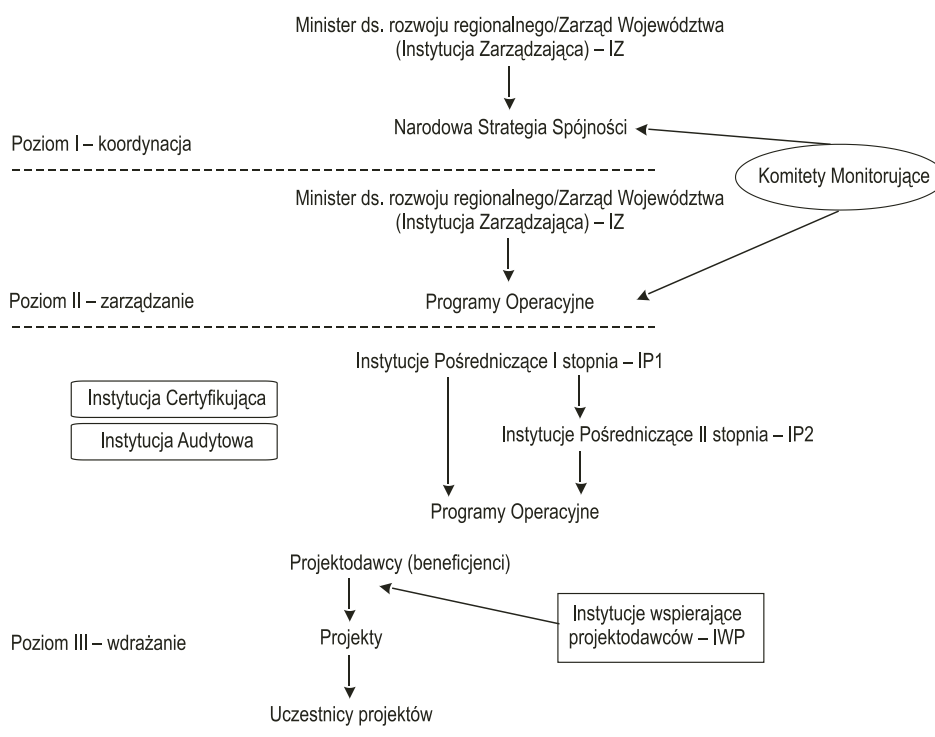 Minister ds. rozwoju regionalnego/Zarząd Województwa
(Instytucja Zarządzająca) – IZ
Narodowa Strategia Spójności
Poziom I – koordynacja
Komitety Monitorujące
Minister ds. rozwoju regionalnego/Zarząd Województwa
(Instytucja Zarządzająca) – IZ
Programy Operacyjne
Poziom II – zarządzanie
Instytucje Pośredniczące I stopnia – IP1
Instytucja Certyfikująca
Instytucja Audytowa
Instytucje Pośredniczące II stopnia – IP2
Programy Operacyjne
Projektodawcy (beneficjenci)
Instytucje wspierające
projektodawców – IWP
Projekty
Poziom III – wdrażanie
Uczestnicy projektów